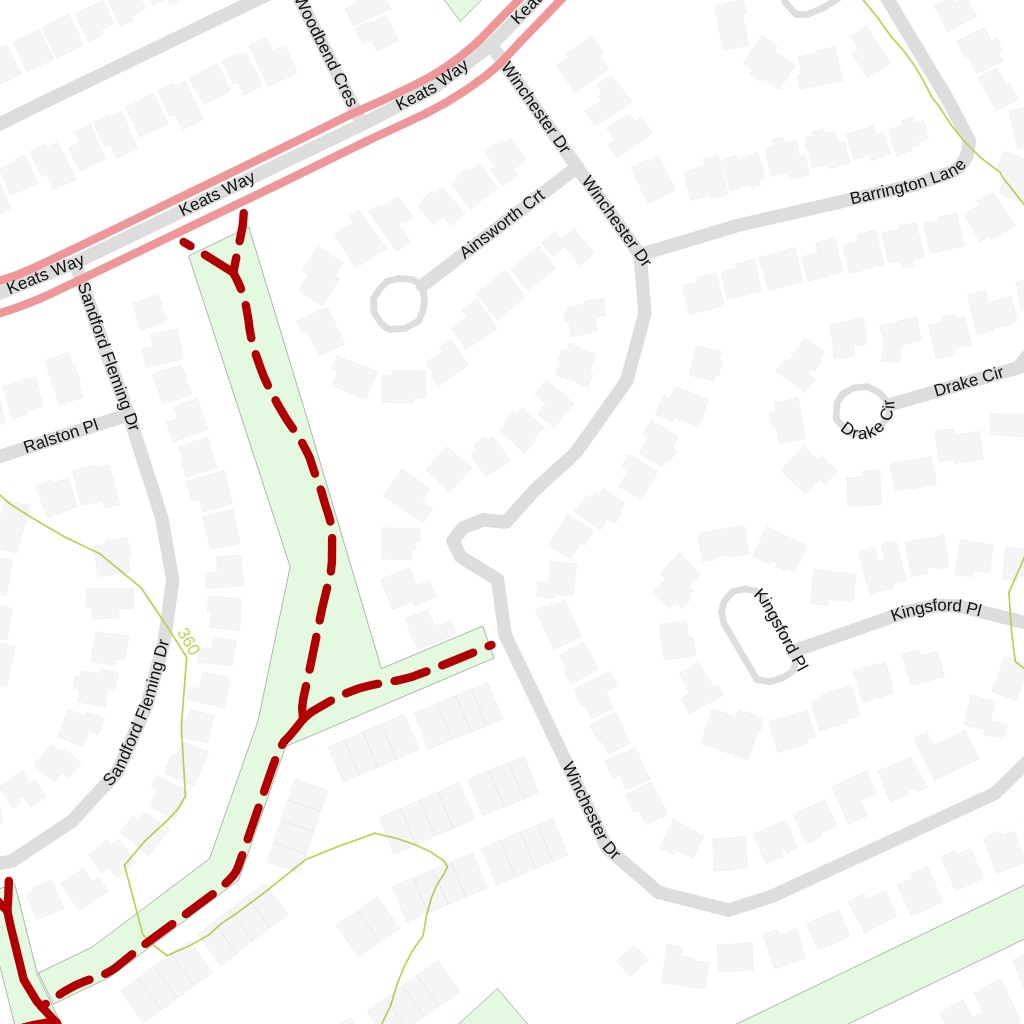 Keats
Woodbend Cres
Keats Way
Winchester Dr
Keats Way
Winchester Dr
Barrington Lane
Ainsworth Crt
Keats Way
Sandford Fleming Dr
Drake Cir
Drake Cir
Ralston Pl
Kingsford Pl
Kingsford Pl
360
Sandford Fleming Dr
Winchester Dr